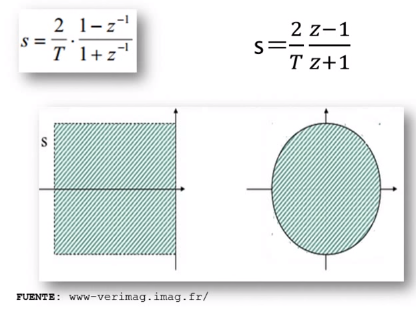 s = 2/T · (1 − z⁻¹)/(1 + z⁻¹)
s = 2/T (z−1)/(z+1)
s
FUENTE: www-verimag.imag.fr/